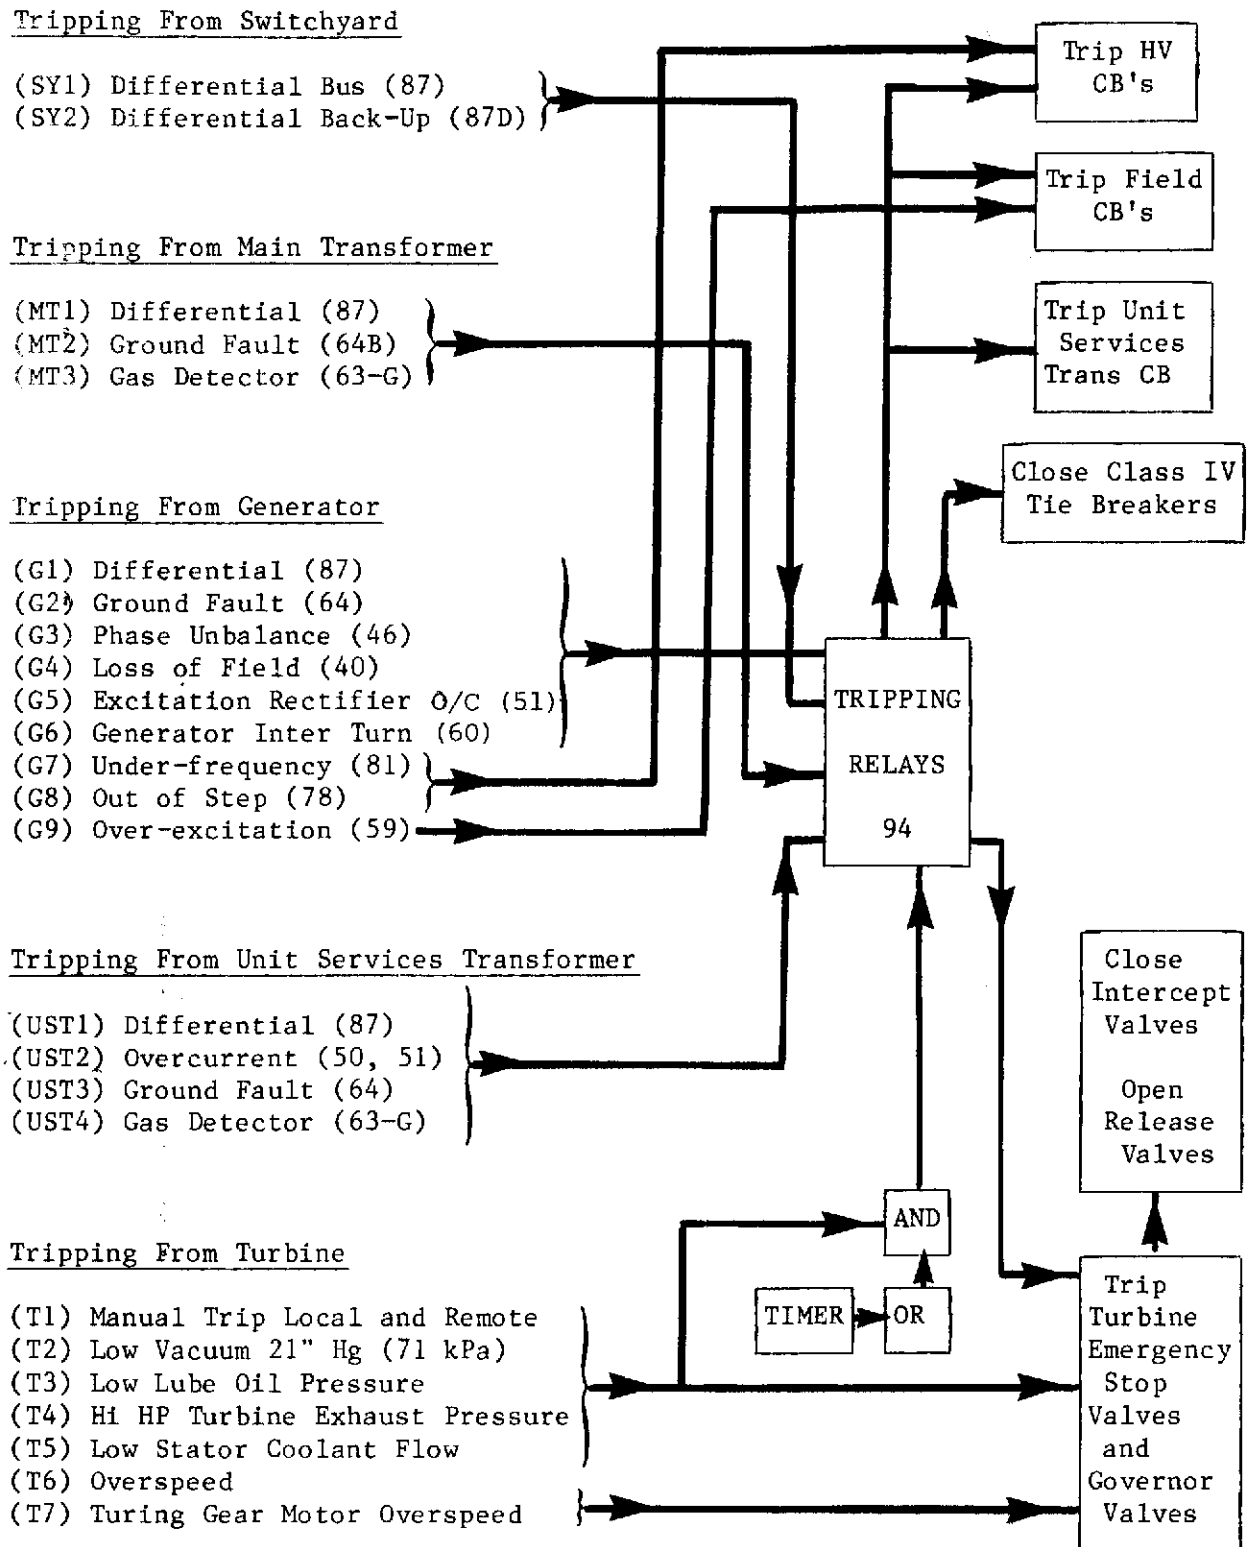 Tripping From Switchyard
(SY1) Differential Bus (87)
(SY2) Differential Back-Up (87D)
Tripping From Main Transformer
(MT1) Differential (87)
(MT2) Ground Fault (64B)
(MT3) Gas Detector (63-G)
Tripping From Generator
(G1) Differential (87)
(G2) Ground Fault (64)
(G3) Phase Unbalance (46)
(G4) Loss of Field (40)
(G5) Excitation Rectifier O/C (51)
(G6) Generator Inter Turn (60)
(G7) Under-frequency (81)
(G8) Out of Step (78)
(G9) Over-excitation (59)
Tripping From Unit Services Transformer
(UST1) Differential (87)
(UST2) Overcurrent (50, 51)
(UST3) Ground Fault (64)
(UST4) Gas Detector (63-G)
Tripping From Turbine
(T1) Manual Trip Local and Remote
(T2) Low Vacuum 21" Hg (71 kPa)
(T3) Low Lube Oil Pressure
(T4) Hi HP Turbine Exhaust Pressure
(T5) Low Stator Coolant Flow
(T6) Overspeed
(T7) Turing Gear Motor Overspeed
Trip HV
CB's
Trip Field
CB's
Trip Unit
Services
Trans CB
Close Class IV
Tie Breakers
TRIPPING
RELAYS
94
AND
TIMER
OR
Close
Intercept
Valves
Open
Release
Valves
Trip
Turbine
Emergency
Stop
Valves
and
Governor
Valves